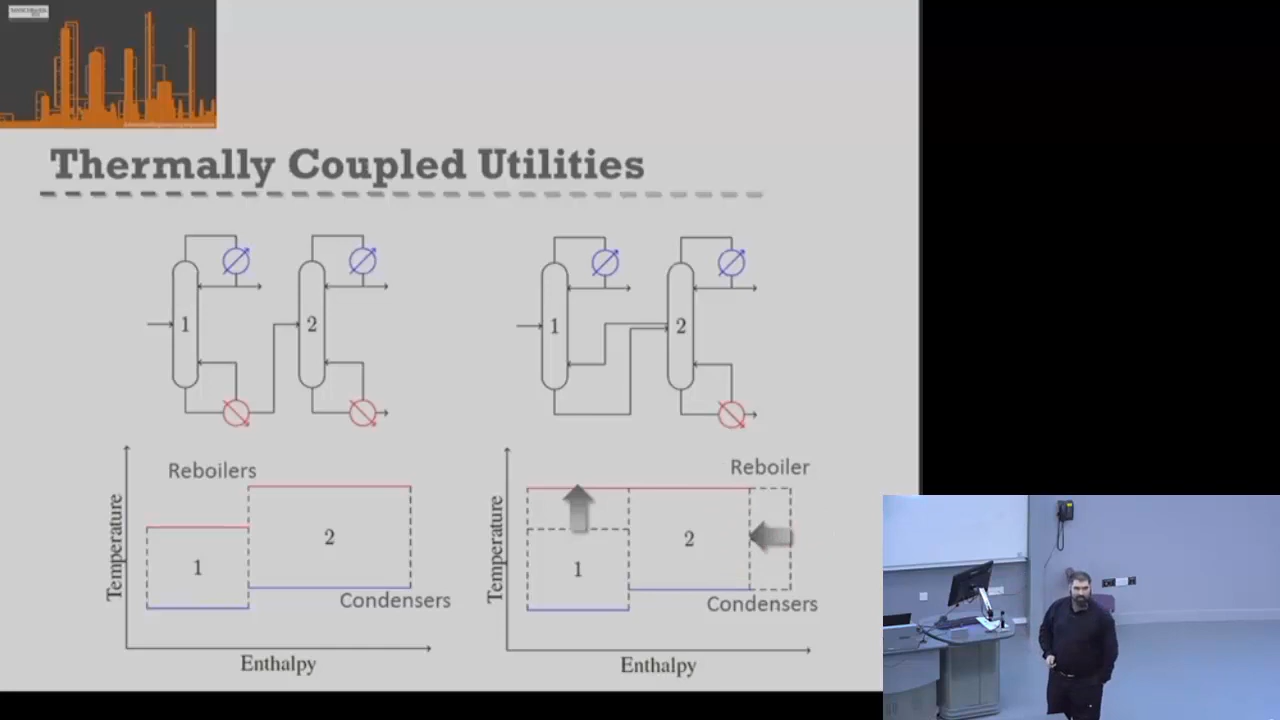 Thermally Coupled Utilities
1 2
1 2
Reboilers
Temperature
1
2
Condensers
Enthalpy
Reboiler
Temperature
1
2
Condensers
Enthalpy